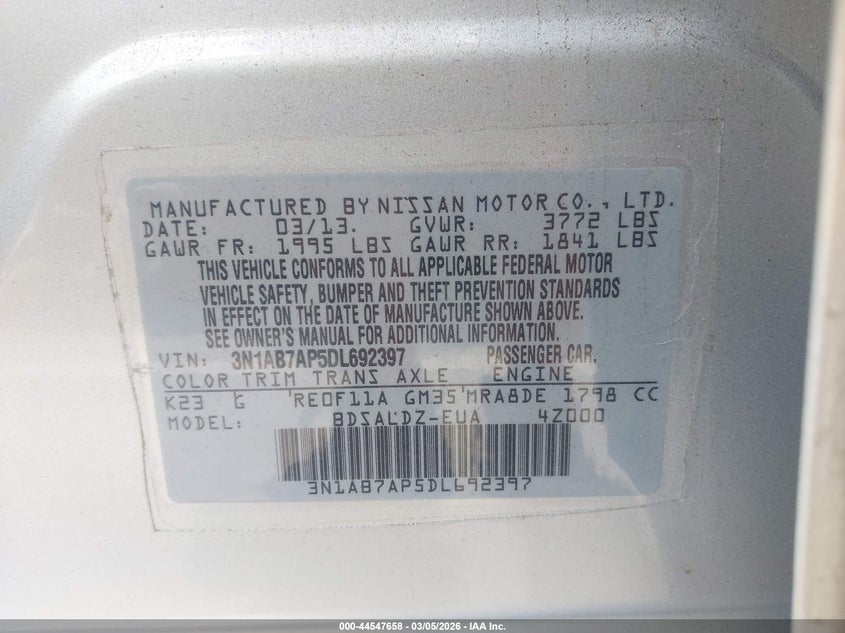 MANUFACTURED BY NISSAN MOTOR CO., LTD.
DATE: 03/13. GVWR: 3772 LBS
GAWR FR: 1995 LBS GAWR RR: 1841 LBS
THIS VEHICLE CONFORMS TO ALL APPLICABLE FEDERAL MOTOR
VEHICLE SAFETY, BUMPER AND THEFT PREVENTION STANDARDS
IN EFFECT ON THE DATE OF MANUFACTURE SHOWN ABOVE.
SEE OWNER'S MANUAL FOR ADDITIONAL INFORMATION.
VIN: 3N1AB7AP5DL692397 PASSENGER CAR.
COLOR TRIM TRANS AXLE ENGINE
K23 G RE0F11A GM35 MRA8DE 1798 CC
MODEL: BDSALDZ-EUA 4Z000
3N1AB7AP5DL692397
000-44547658 - 03/05/2026 - IAA Inc.